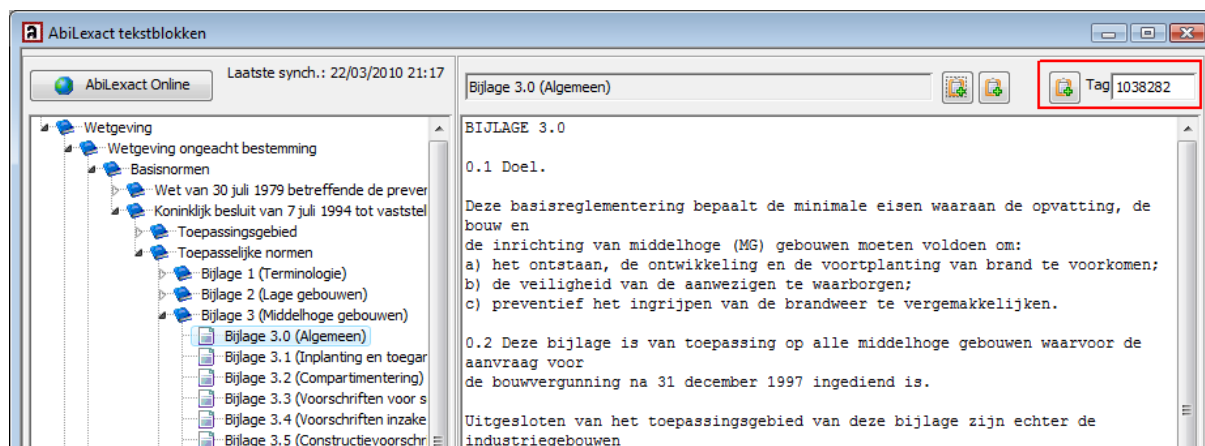 AbiLexact tekstblokken
AbiLexact Online
Laatste synch.: 22/03/2010 21:17
Bijlage 3.0 (Algemeen)
Tag 1038282
Wetgeving
Wetgeving ongeacht bestemming
Basisnormen
Wet van 30 juli 1979 betreffende de prever
Koninklijk besluit van 7 juli 1994 tot vaststel
Toepassingsgebied
Toepasselijke normen
Bijlage 1 (Terminologie)
Bijlage 2 (Lage gebouwen)
Bijlage 3 (Middelhoge gebouwen)
Bijlage 3.0 (Algemeen)
Bijlage 3.1 (Inplanting en toegar
Bijlage 3.2 (Compartimentering)
Bijlage 3.3 (Voorschriften voor s
Bijlage 3.4 (Voorschriften inzake
Bijlage 3.5 (Constructievoorschr
BIJLAGE 3.0
0.1 Doel.
Deze basisreglementering bepaalt de minimale eisen waaraan de opvatting, de
bouw en
de inrichting van middelhoge (MG) gebouwen moeten voldoen om:
a) het ontstaan, de ontwikkeling en de voortplanting van brand te voorkomen;
b) de veiligheid van de aanwezigen te waarborgen;
c) preventief het ingrijpen van de brandweer te vergemakkelijken.
0.2 Deze bijlage is van toepassing op alle middelhoge gebouwen waarvoor de
aanvraag voor
de bouwvergunning na 31 december 1997 ingediend is.
Uitgesloten van het toepassingsgebied van deze bijlage zijn echter de
industriegebouwen